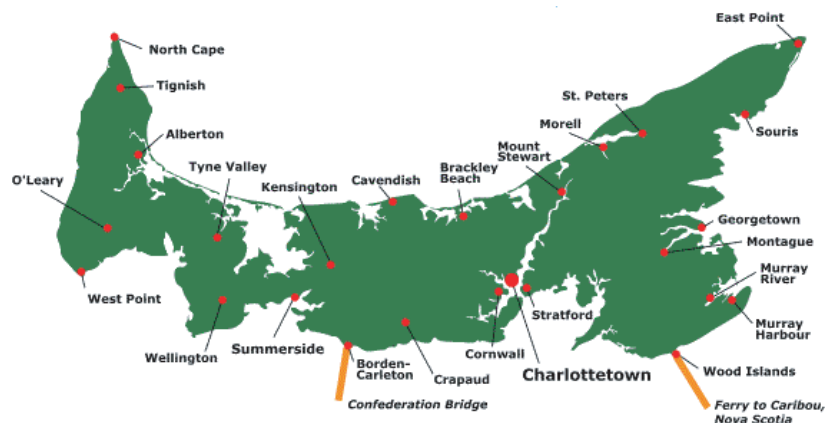 East Point
North Cape
Tignish
St. Peters
Morell
Souris
Alberton
Mount
Stewart
Tyne Valley
Brackley
Beach
O'Leary
Kensington
Cavendish
Georgetown
Montague
Murray
River
West Point
Stratford
Murray
Harbour
Wellington
Summerside
Cornwall
Borden-
Carleton
Crapaud
Charlottetown
Wood Islands
Confederation Bridge
Ferry to Caribou,
Nova Scotia